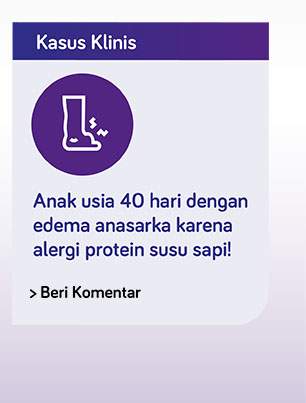 Kasus Klinis
Anak usia 40 hari dengan
edema anasarka karena
alergi protein susu sapi!
> Beri Komentar